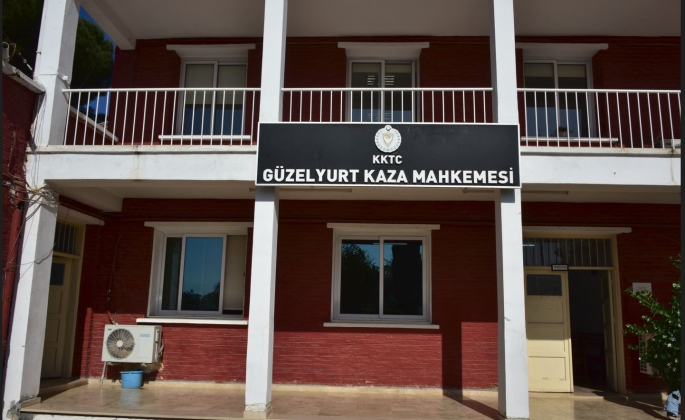 KKTC
GÜZELYURT KAZA MAHKEMESİ